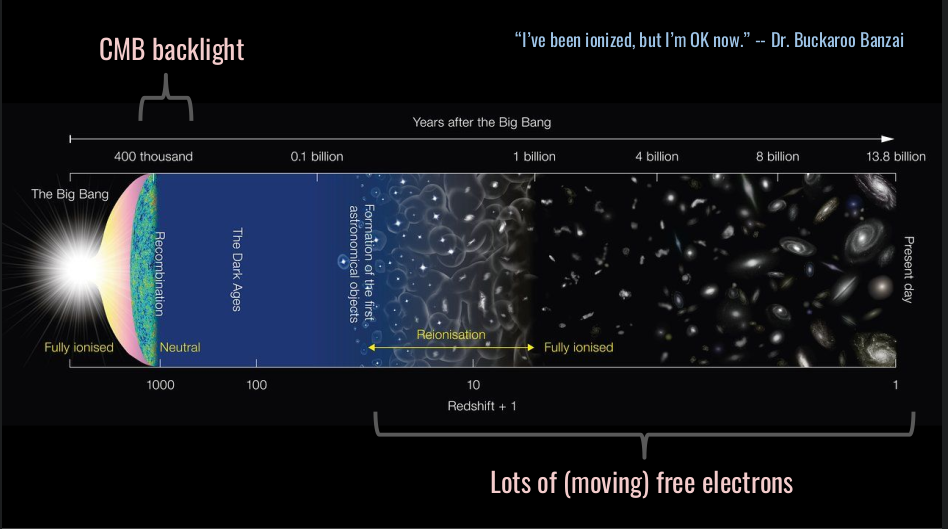 CMB backlight
“I’ve been ionized, but I’m OK now.” -- Dr. Buckaroo Banzai
Years after the Big Bang
400 thousand
0.1 billion
1 billion
4 billion
8 billion
13.8 billion
The Big Bang
Recombination
The Dark Ages
Formation of the first
astronomical objects
Present day
Reionisation
Fully ionised
Neutral
Fully ionised
1000
100
10
1
Redshift + 1
Lots of (moving) free electrons